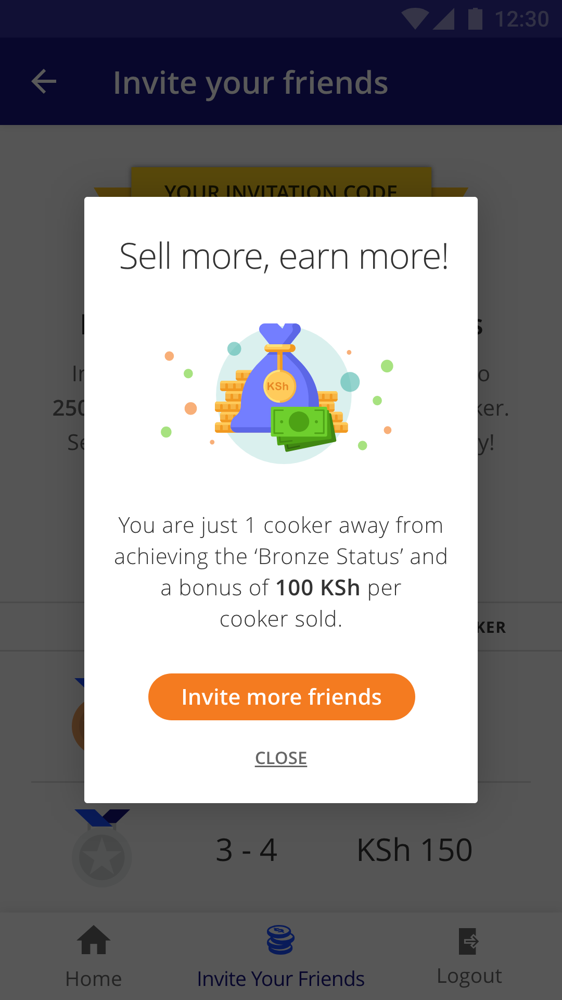 12:30
Invite your friends
YOUR INVITATION CODE
Sell more, earn more!
KSh
You are just 1 cooker away from
achieving the ‘Bronze Status’ and
a bonus of 100 KSh per
cooker sold.
Invite more friends
CLOSE
3 - 4 KSh 150
Home Invite Your Friends Logout